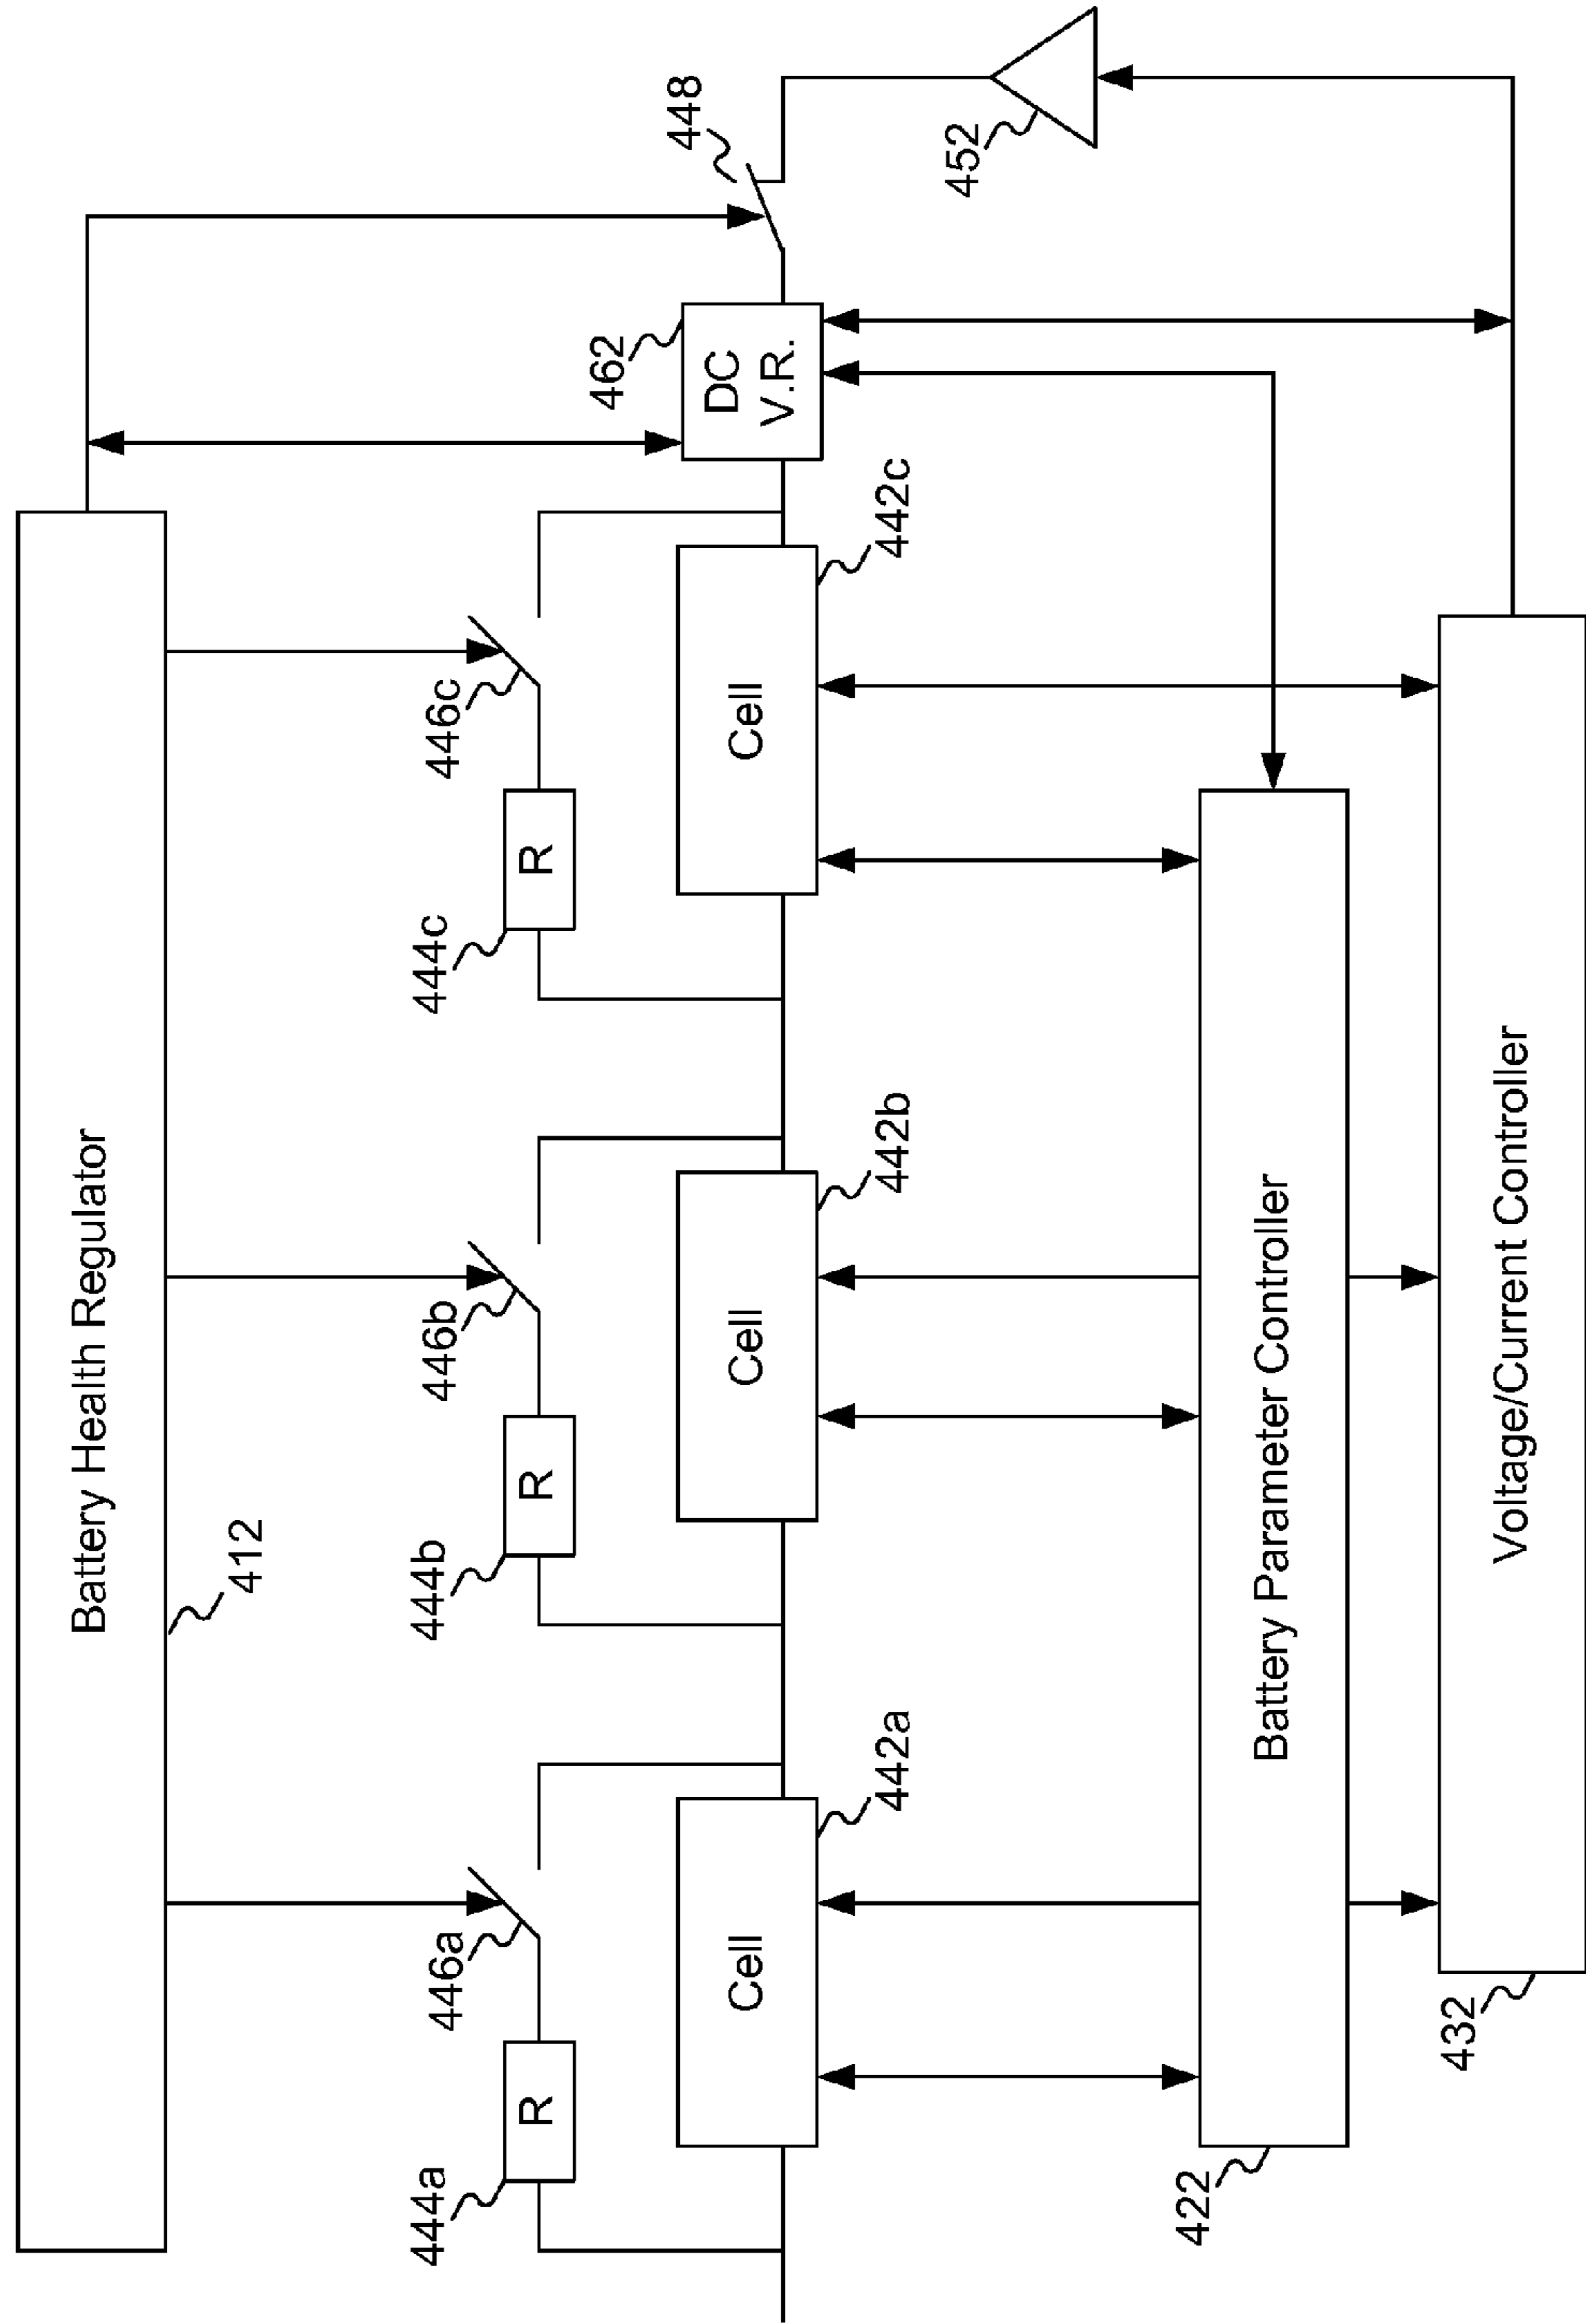 Battery Health Regulator
412
444a
446a
444b
446b
444c
446c
448
R
R
R
462
DC
V.R.
Cell
Cell
Cell
442a
442b
442c
452
422
Battery Parameter Controller
432
Voltage/Current Controller